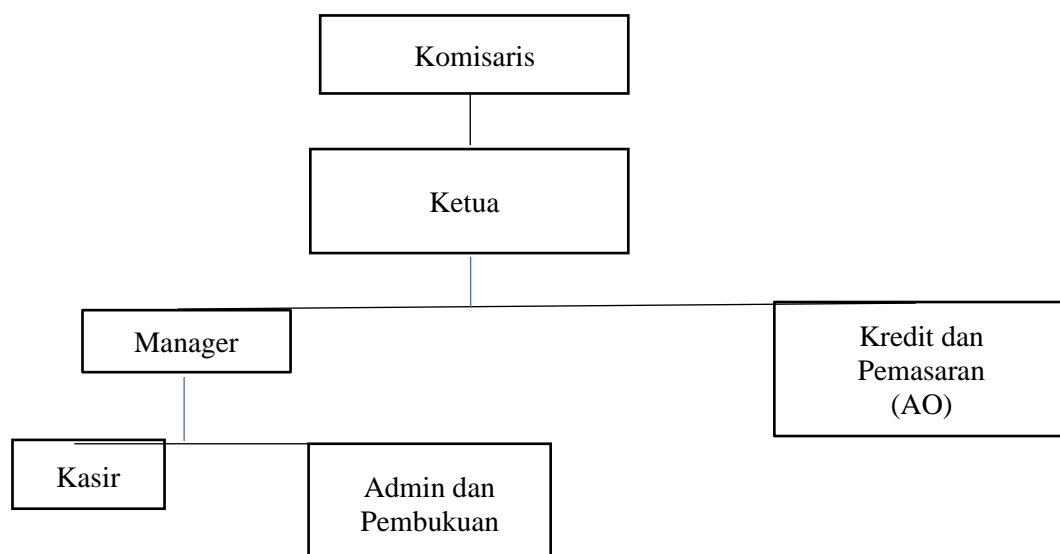 Komisaris
Ketua
Manager
Kredit dan
Pemasaran
(AO)
Kasir
Admin dan
Pembukuan